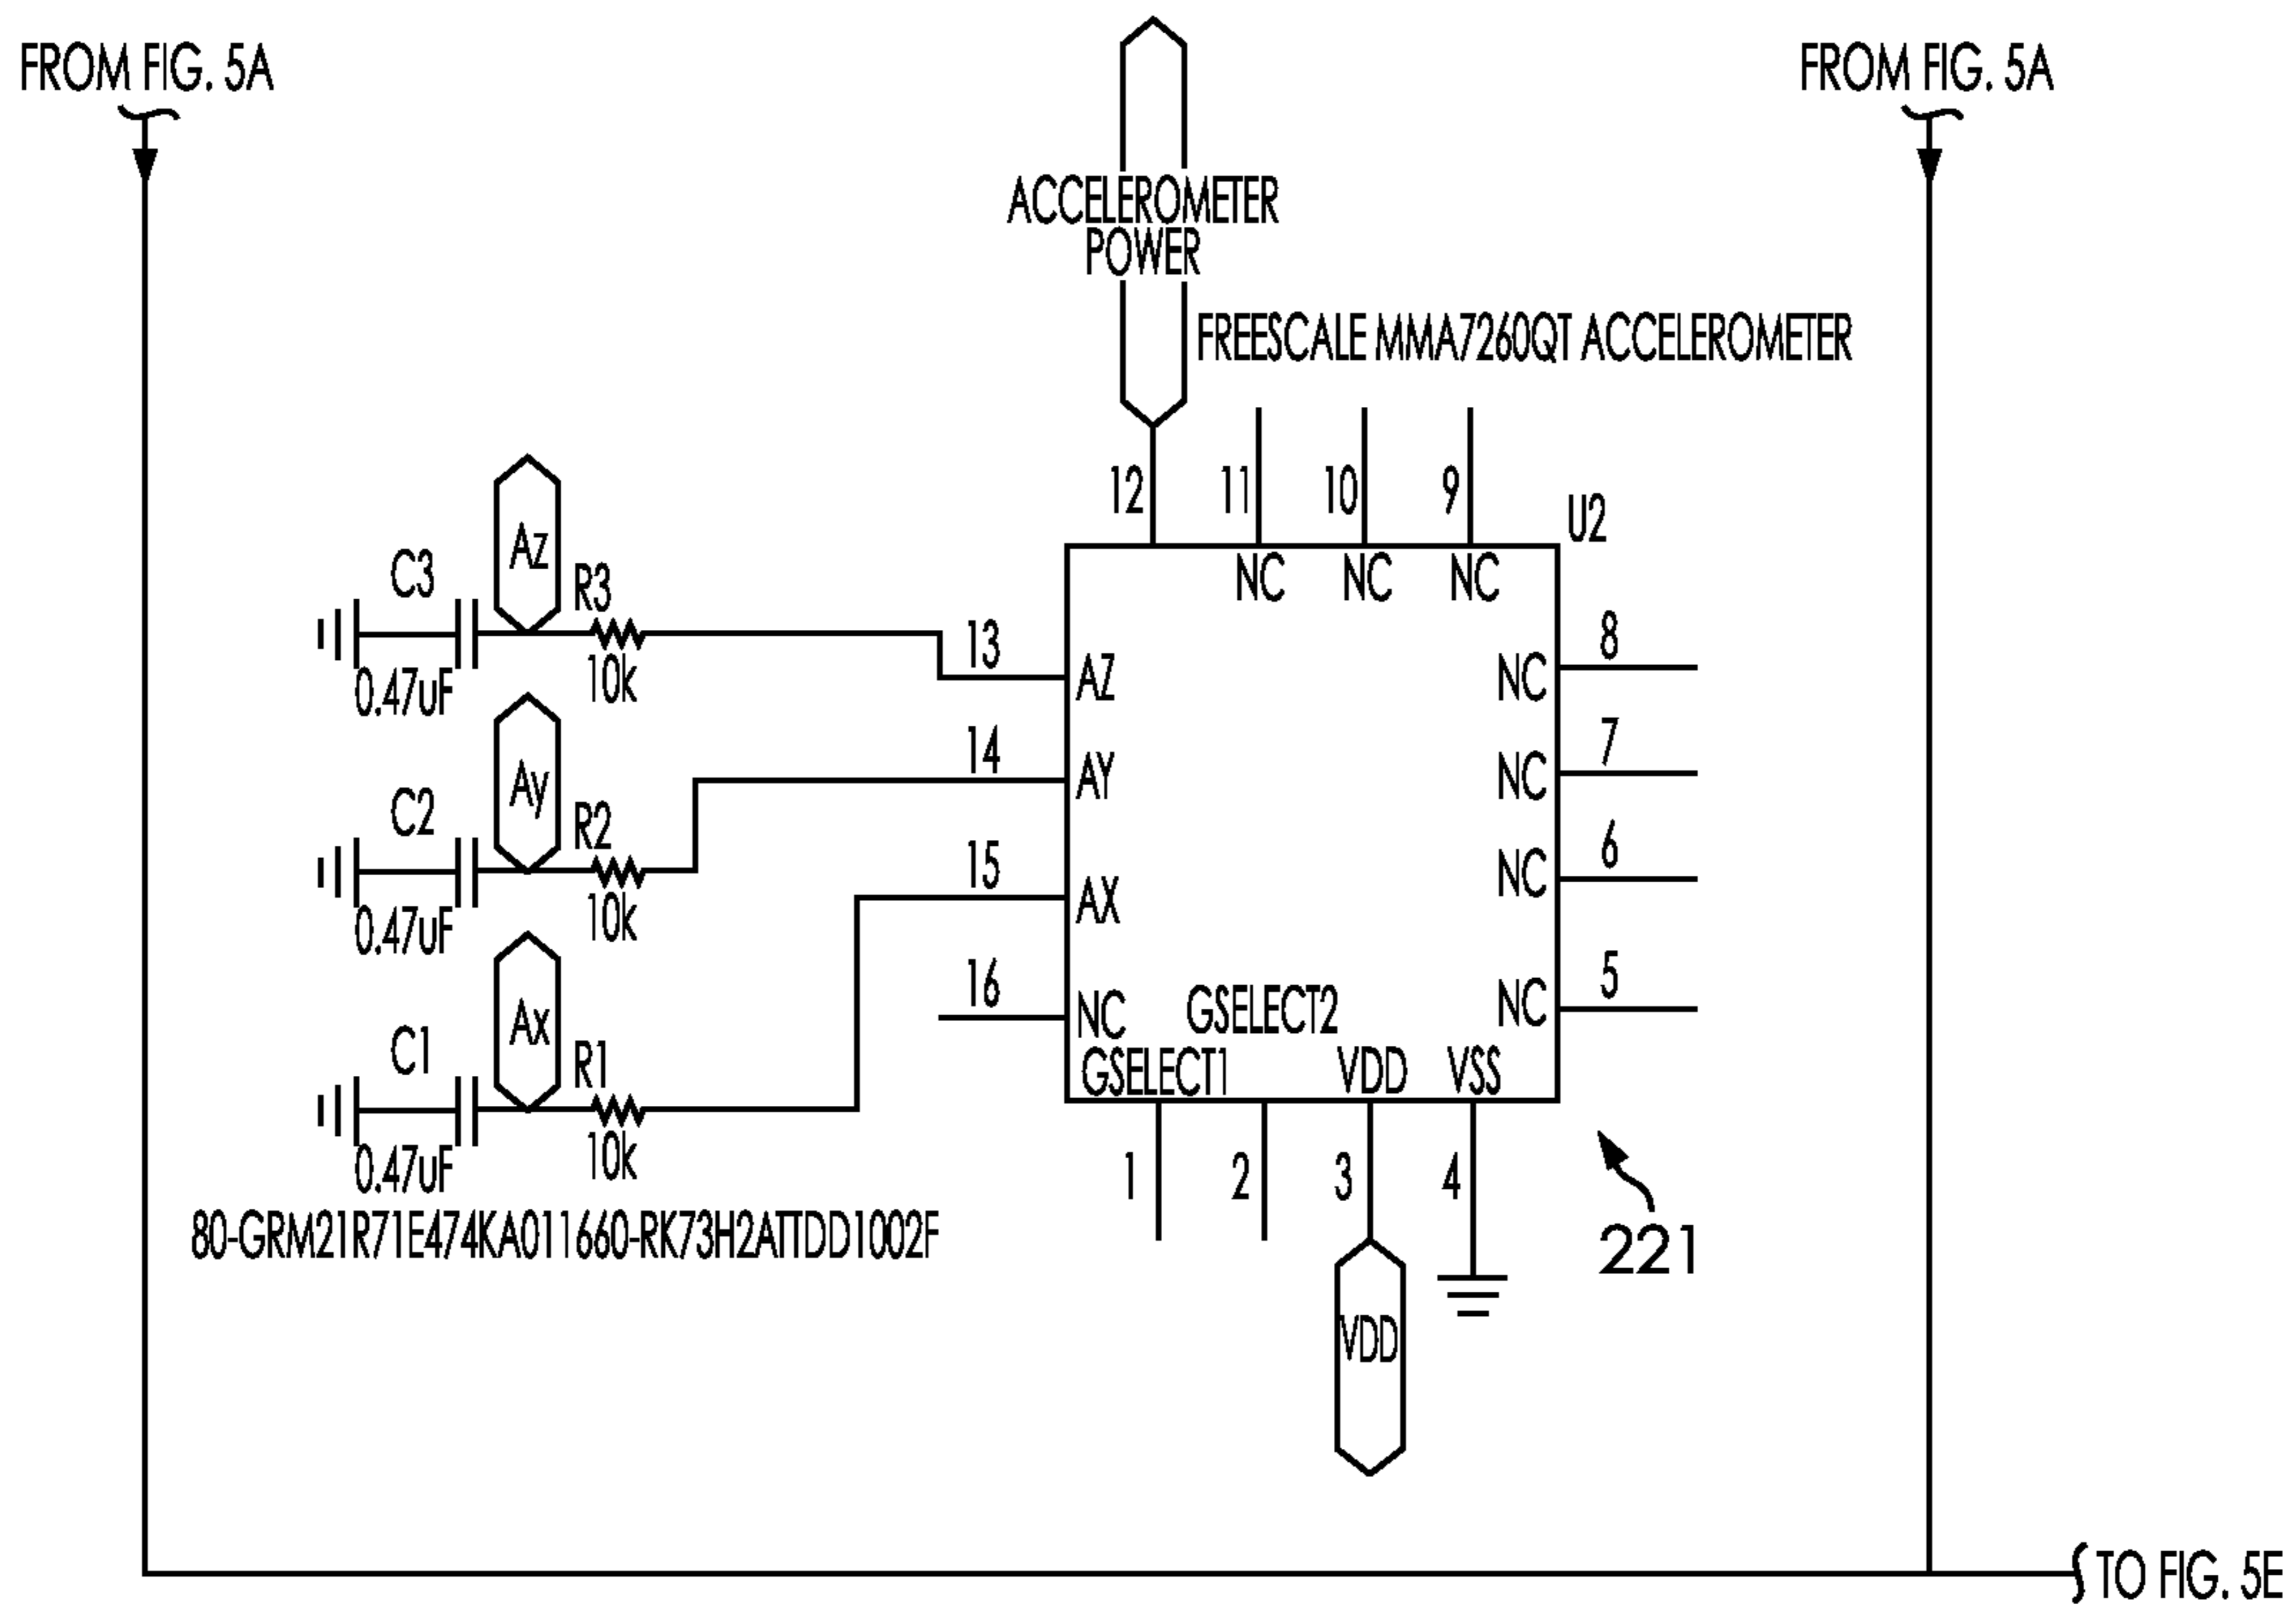 FROM FIG. 5A
FROM FIG. 5A
ACCELEROMETER
POWER
FREESCALE MMA7260QT ACCELEROMETER
12
11
10
9
U2
NC
NC
NC
Az
C3
R3
0.47uF
10k
13
AZ
NC
8
Ay
C2
R2
0.47uF
10k
14
AY
NC
7
15
AX
NC
6
Ax
C1
R1
0.47uF
10k
16
NC
GSELECT2
NC
5
GSELECT1
VDD
VSS
1
2
3
4
80-GRM21R71E474KA011660-RK73H2ATTDD1002F
221
VDD
TO FIG. 5E